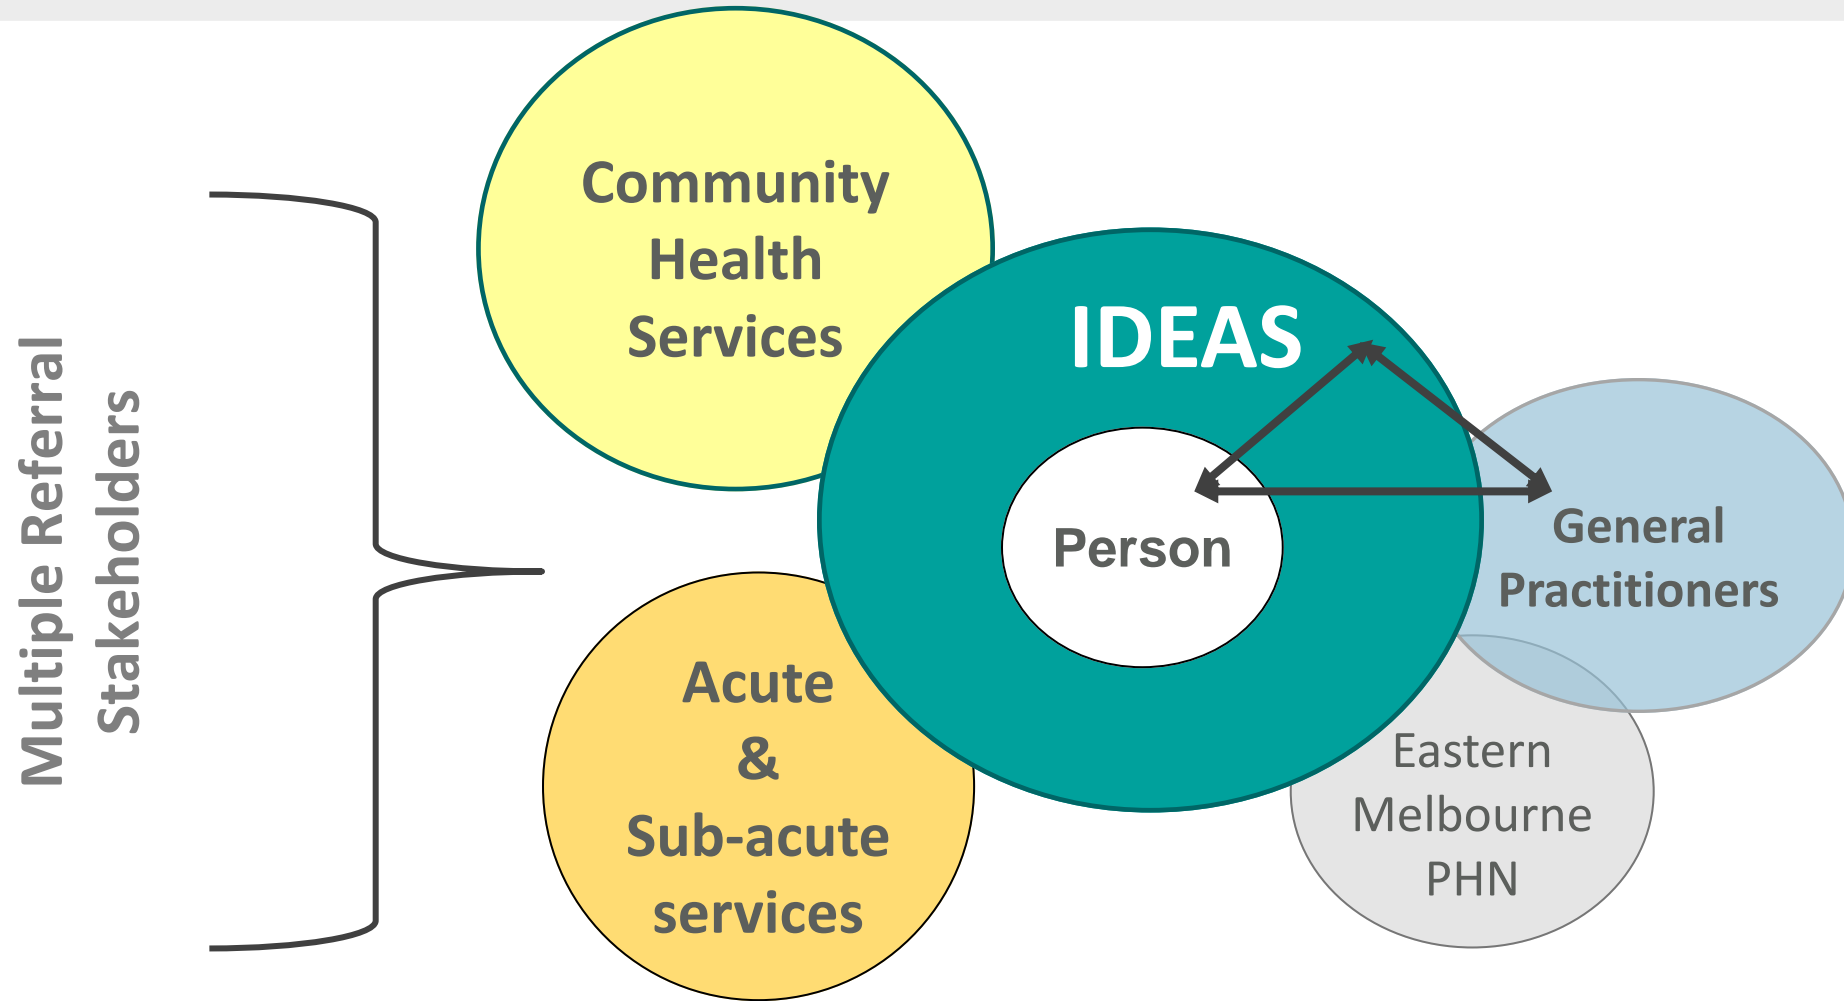 Multiple Referral
Stakeholders
Community
Health
Services
IDEAS
Person
General
Practitioners
Acute
&
Sub-acute
services
Eastern
Melbourne
PHN